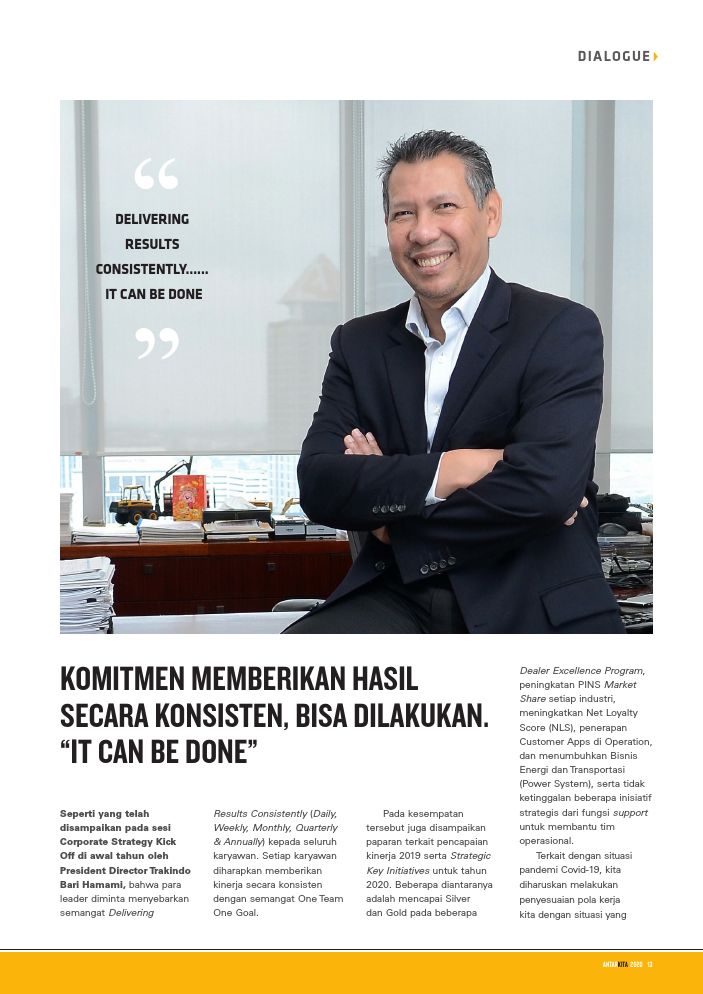 DIALOGUE
“
DELIVERING
RESULTS
CONSISTENTLY......
IT CAN BE DONE
”
KOMITMEN MEMBERIKAN HASIL
SECARA KONSISTEN, BISA DILAKUKAN.
“IT CAN BE DONE”
Seperti yang telah
disampaikan pada sesi
Corporate Strategy Kick
Off di awal tahun oleh
President Director Trakindo
Bari Hamami, bahwa para
leader diminta menyebarkan
semangat Delivering
Results Consistently (Daily,
Weekly, Monthly, Quarterly
& Annually) kepada seluruh
karyawan. Setiap karyawan
diharapkan memberikan
kinerja secara konsisten
dengan semangat One Team
One Goal.
Pada kesempatan
tersebut juga disampaikan
paparan terkait pencapaian
kinerja 2019 serta Strategic
Key Initiatives untuk tahun
2020. Beberapa diantaranya
adalah mencapai Silver
dan Gold pada beberapa
Dealer Excellence Program,
peningkatan PINS Market
Share setiap industri,
meningkatkan Net Loyalty
Score (NLS), penerapan
Customer Apps di Operation,
dan menumbuhkan Bisnis
Energi dan Transportasi
(Power System), serta tidak
ketinggalan beberapa inisiatif
strategis dari fungsi support
untuk membantu tim
operasional.
Terkait dengan situasi
pandemi Covid-19, kita
diharuskan melakukan
penyesuaian pola kerja
kita dengan situasi yang
ANTARKITA 2020 13